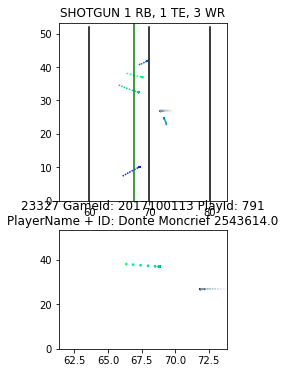 SHOTGUN 1 RB, 1 TE, 3 WR
50
40
30
20
10
0
60 70 80
23327 GameId: 2017100113 PlayId: 791
PlayerName + ID: Donte Moncrief 2543614.0
40
20
0
62.5 65.0 67.5 70.0 72.5